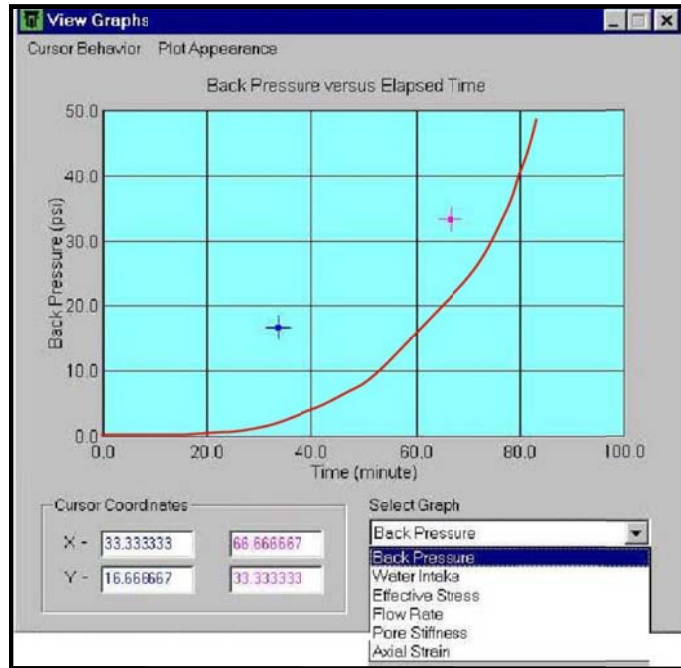 View Graphs
Cursor Behavior Plot Appearance
Back Pressure versus Elapsed Time
Back Pressure (psi)
50.0
40.0
30.0
20.0
10.0
0.0
0.0 20.0 40.0 60.0 80.0 100.0
Time (minute)
Cursor Coordinates
X - 33.333333 66.666667
Y - 16.666667 33.333333
Select Graph
Back Pressure
Back Pressure
Water Intake
Effective Stress
Flow Rate
Pore Stiffness
Axial Strain